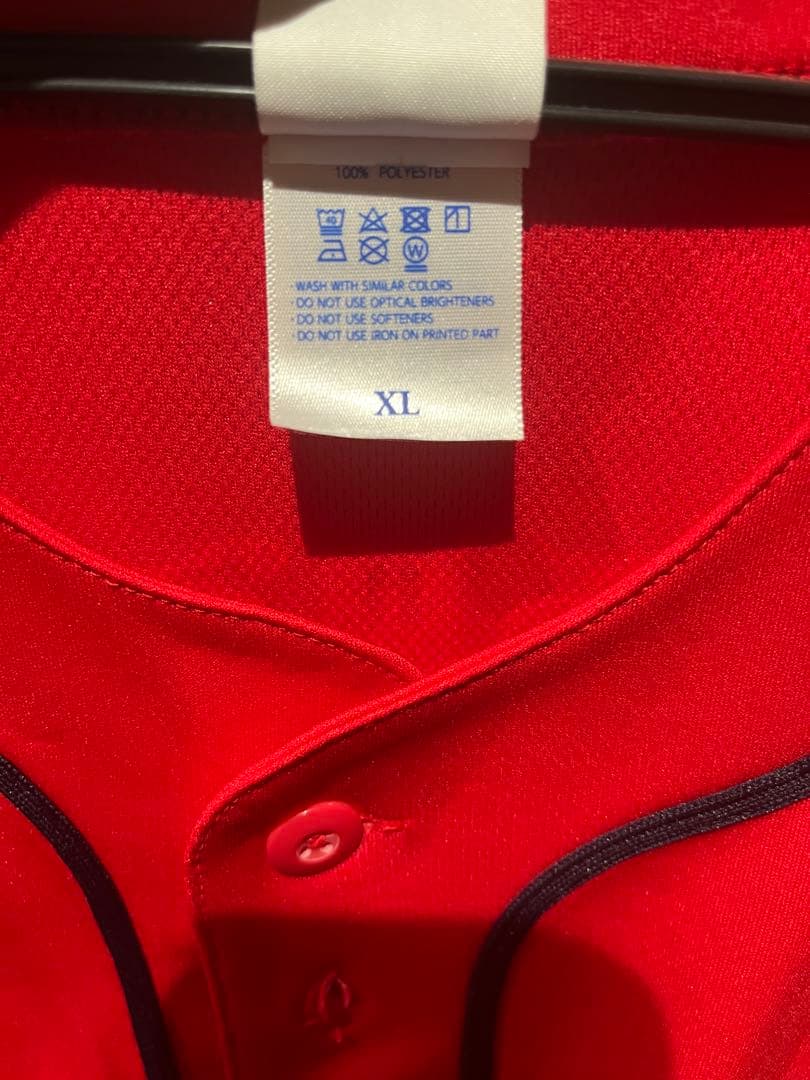 100% POLYESTER
40
W
·WASH WITH SIMILAR COLORS
·DO NOT USE OPTICAL BRIGHTENERS
·DO NOT USE SOFTENERS
·DO NOT USE IRON ON PRINTED PART
XL